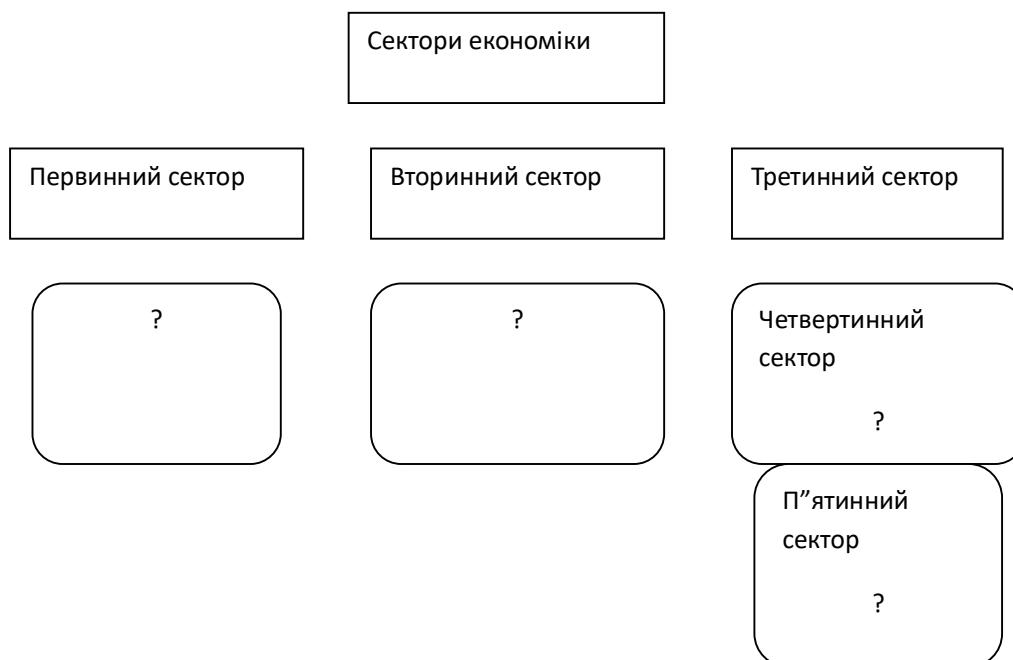 Сектори економіки
Первинний сектор
Вторинний сектор
Третинний сектор
?
?
Четвертинний
сектор
?
П”ятинний
сектор
?